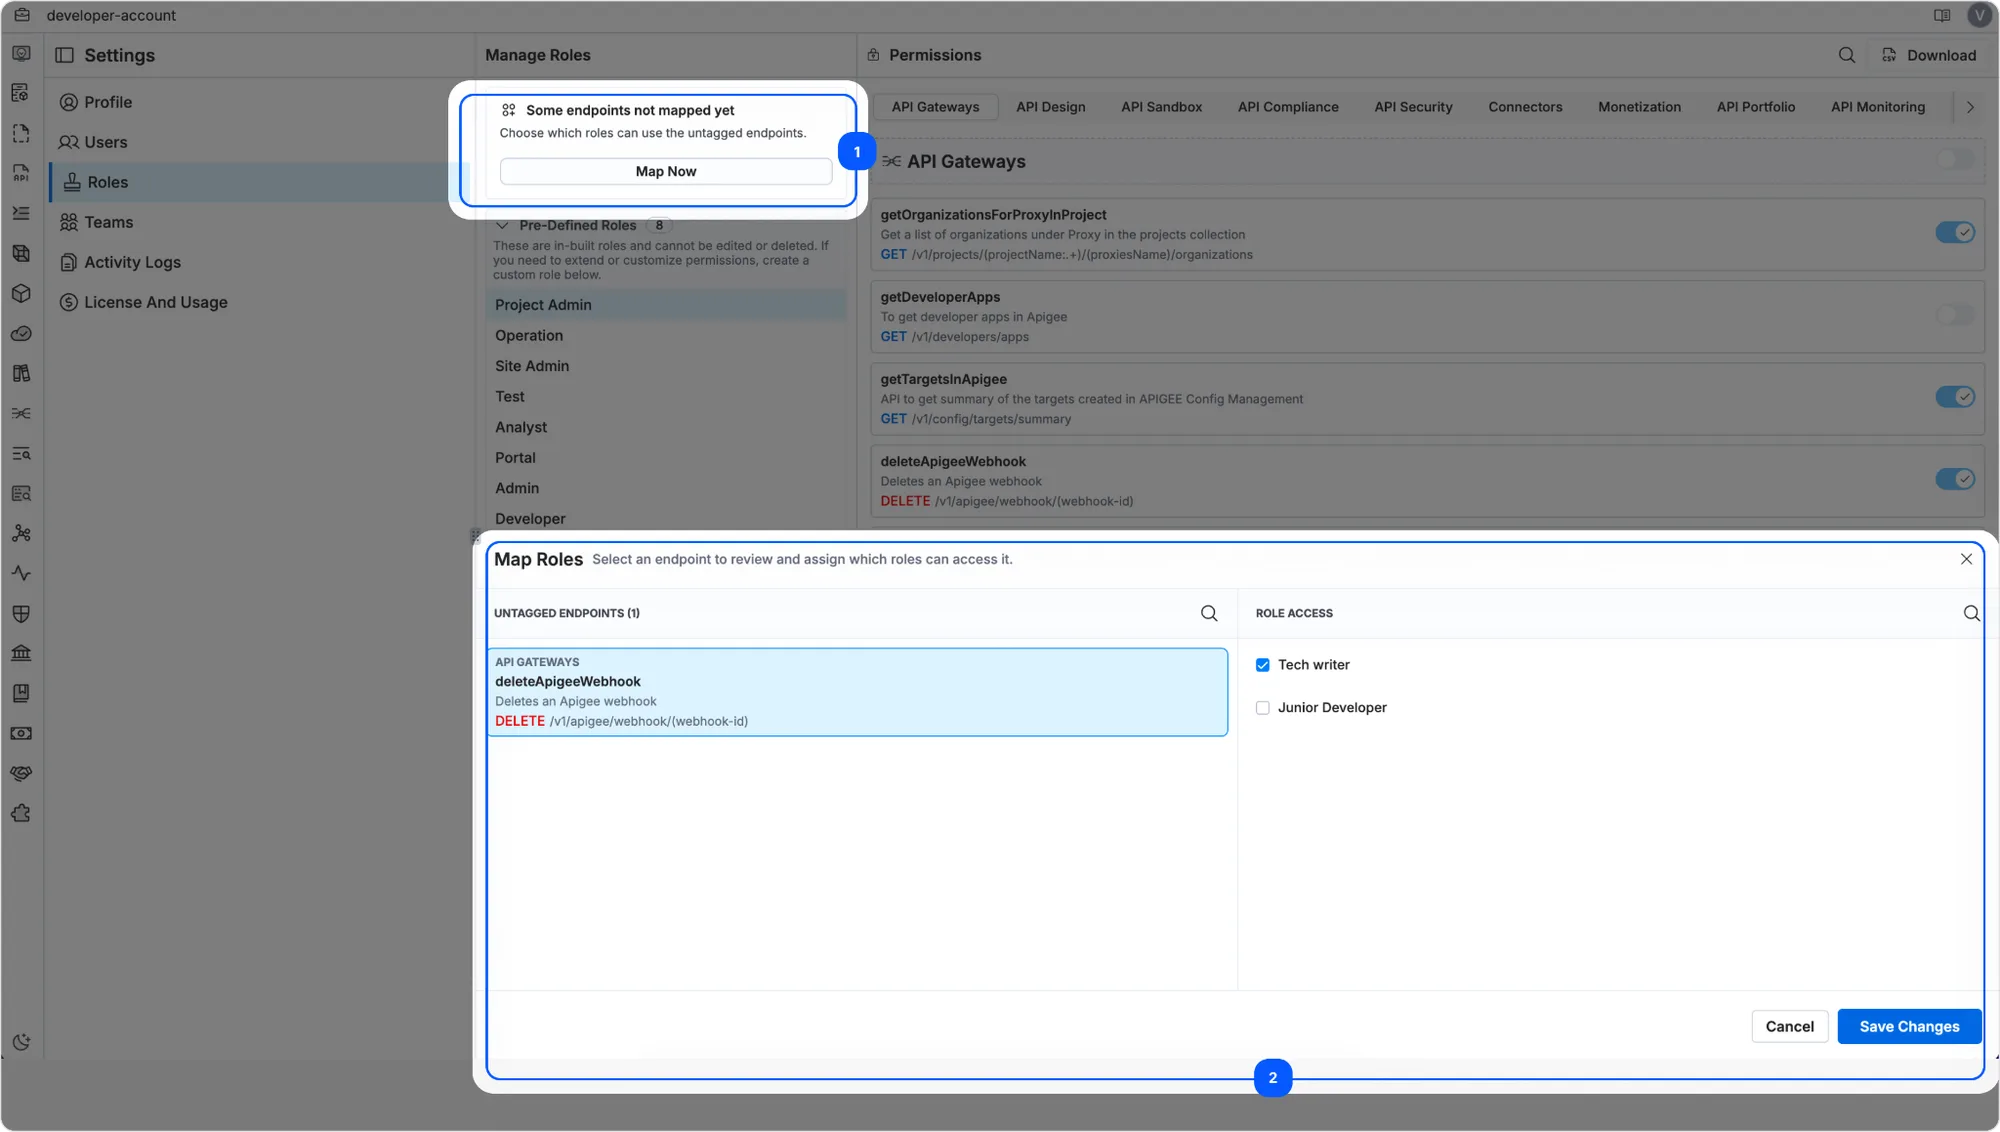 developer-account
V
Settings
Profile
Users
Roles
Teams
Activity Logs
License And Usage
Manage Roles
Some endpoints not mapped yet
Choose which roles can use the untagged endpoints.
Map Now
1
Pre-Defined Roles 8
These are in-built roles and cannot be edited or deleted. If
you need to extend or customize permissions, create a
custom role below.
Project Admin
Operation
Site Admin
Test
Analyst
Portal
Admin
Developer
Permissions
CSV Download
API Gateways API Design API Sandbox API Compliance API Security Connectors Monetization API Portfolio API Monitoring
API Gateways
getOrganizationsForProxyInProject
Get a list of organizations under Proxy in the projects collection
GET /v1/projects/(projectName:.+)/(proxiesName)/organizations
getDeveloperApps
To get developer apps in Apigee
GET /v1/developers/apps
getTargetsInApigee
API to get summary of the targets created in APIGEE Config Management
GET /v1/config/targets/summary
deleteApigeeWebhook
Deletes an Apigee webhook
DELETE /v1/apigee/webhook/(webhook-id)
Map Roles Select an endpoint to review and assign which roles can access it.
UNTAGGED ENDPOINTS (1)
API GATEWAYS
deleteApigeeWebhook
Deletes an Apigee webhook
DELETE /v1/apigee/webhook/(webhook-id)
ROLE ACCESS
Tech writer
Junior Developer
Cancel
Save Changes
2
API